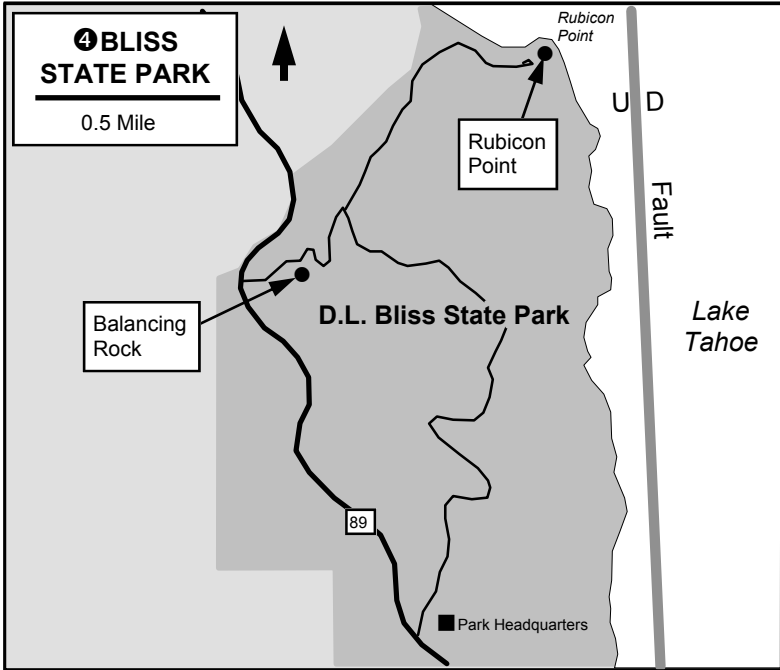 ❹BLISS
STATE PARK
0.5 Mile
Rubicon
Point
Rubicon
Point
U D
Fault
Lake
Tahoe
Balancing
Rock
D.L. Bliss State Park
89
Park Headquarters